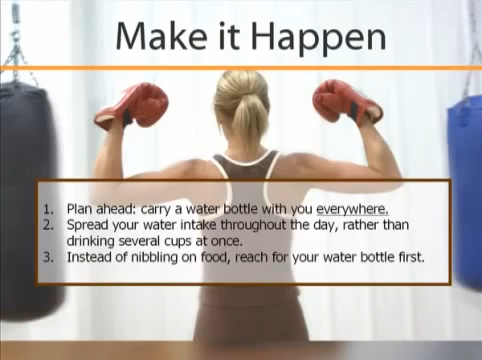 Make it Happen
1. Plan ahead: carry a water bottle with you everywhere.
2. Spread your water intake throughout the day, rather than
drinking several cups at once.
3. Instead of nibbling on food, reach for your water bottle first.